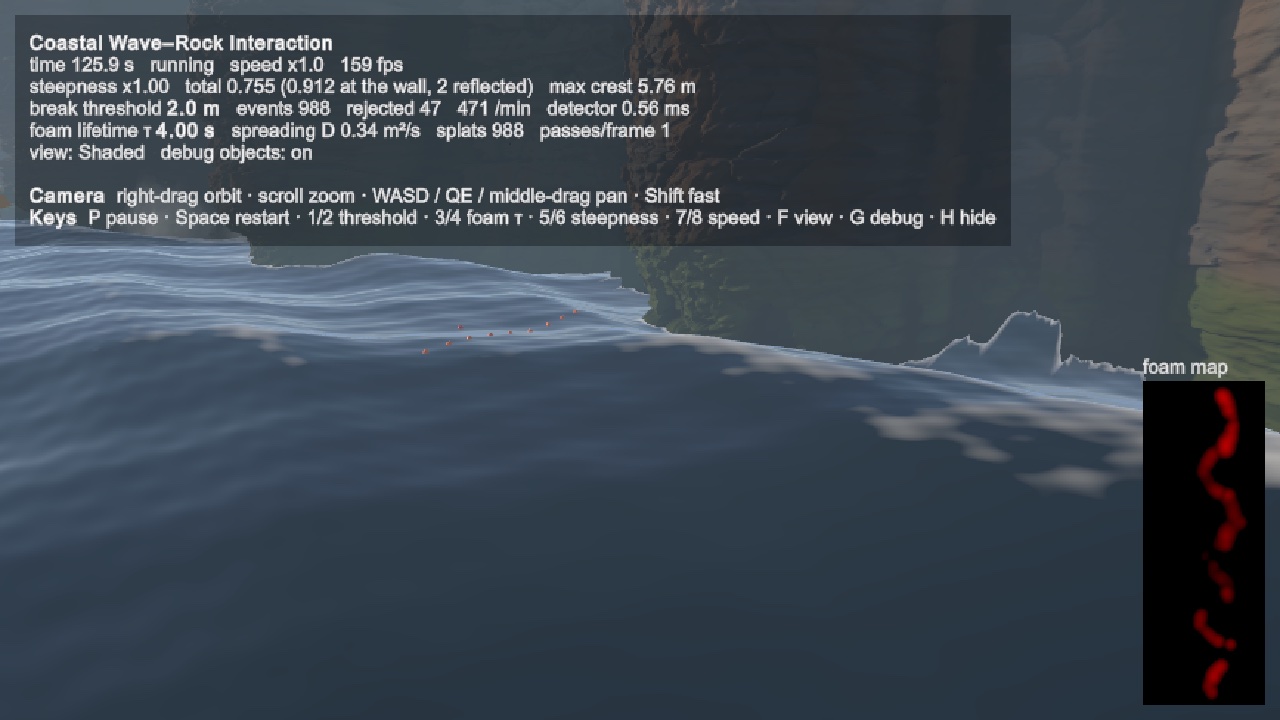 Coastal Wave–Rock Interaction
time 125.9 s running speed x1.0 159 fps
steepness x1.00 total 0.755 (0.912 at the wall, 2 reflected) max crest 5.76 m
break threshold 2.0 m events 988 rejected 47 471 /min detector 0.56 ms
foam lifetime τ 4.00 s spreading D 0.34 m²/s splats 988 passes/frame 1
view: Shaded debug objects: on
Camera right-drag orbit · scroll zoom · WASD / QE / middle-drag pan · Shift fast
Keys P pause · Space restart · 1/2 threshold · 3/4 foam τ · 5/6 steepness · 7/8 speed · F view · G debug · H hide
foam map